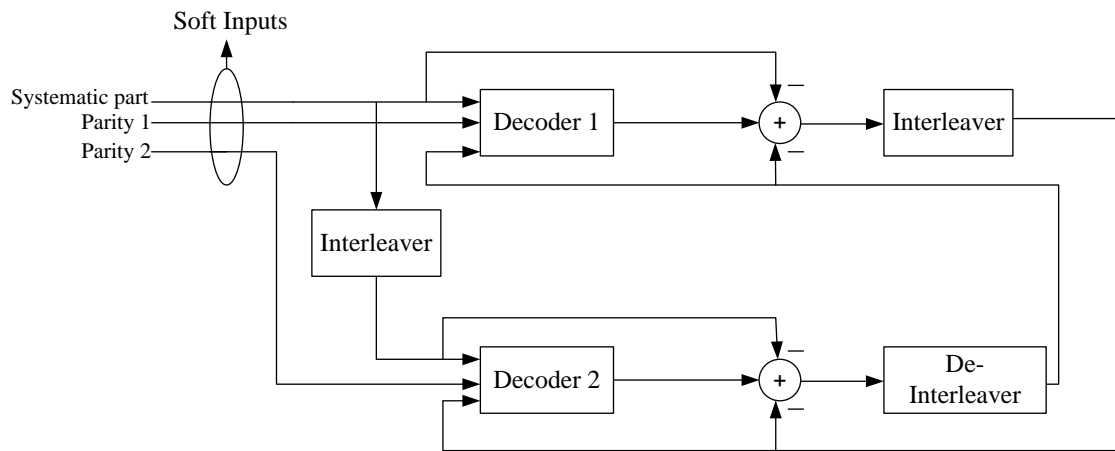 Soft Inputs
Systematic part
Parity 1
Parity 2
Decoder 1
+
−
−
Interleaver
Interleaver
Decoder 2
+
−
−
De-
Interleaver